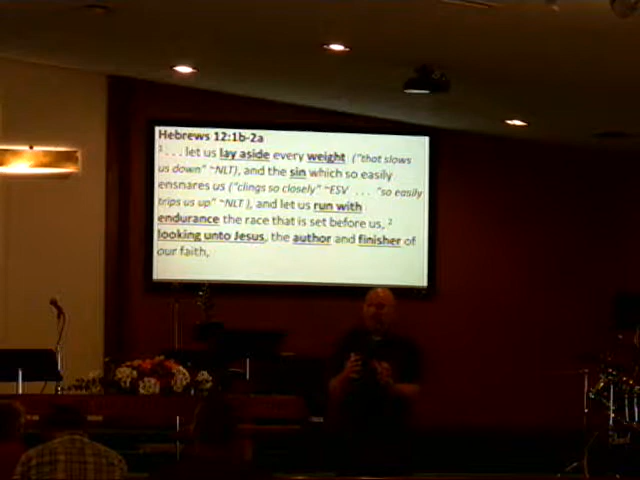 Hebrews 12:1b-2a
1 . . . let us lay aside every weight ("that slows
us down" ~NLT), and the sin which so easily
ensnares us ("clings so closely" ~ESV . . . "so easily
trips us up" ~NLT ), and let us run with
endurance the race that is set before us, 2
looking unto Jesus, the author and finisher of
our faith,